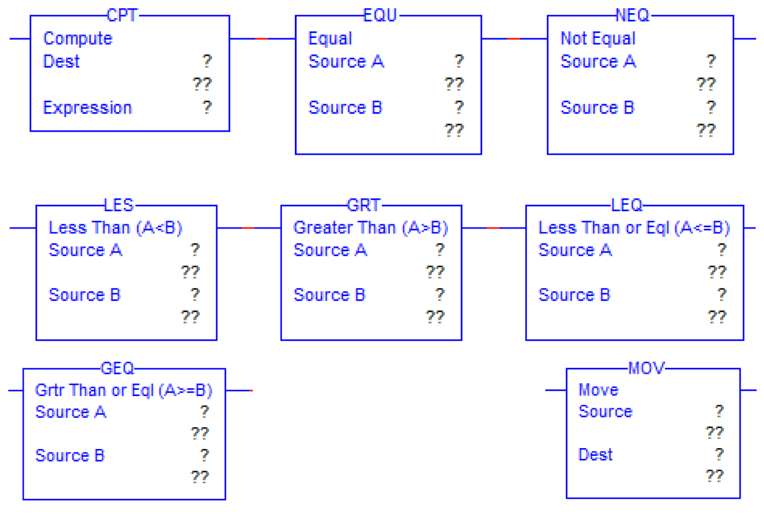 CPT EQU NEQ
Compute Equal Not Equal
Dest ? Source A ? Source A ?
?? ?? ??
Expression ? Source B ? Source B ?
?? ??
LES GRT LEQ
Less Than (A<B) Greater Than (A>B) Less Than or Eql (A<=B)
Source A ? Source A ? Source A ?
?? ?? ??
Source B ? Source B ? Source B ?
?? ?? ??
GEQ MOV
Grtr Than or Eql (A>=B) Move
Source A ? Source ?
?? ??
Source B ? Dest ?
?? ??